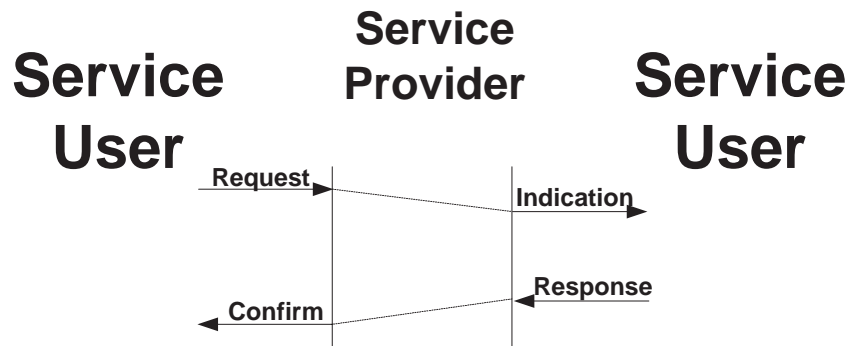 Service
User
Service
Provider
Service
User
Request
Indication
Response
Confirm